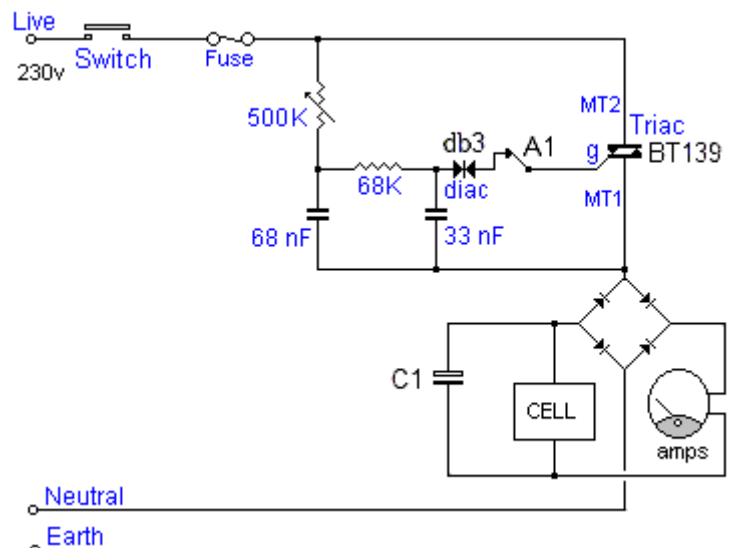 Live
230v
Switch
Fuse
500K
MT2
Triac
db3
A1
g
BT139
68K
diac
MT1
68 nF
33 nF
C1
CELL
amps
Neutral
Earth